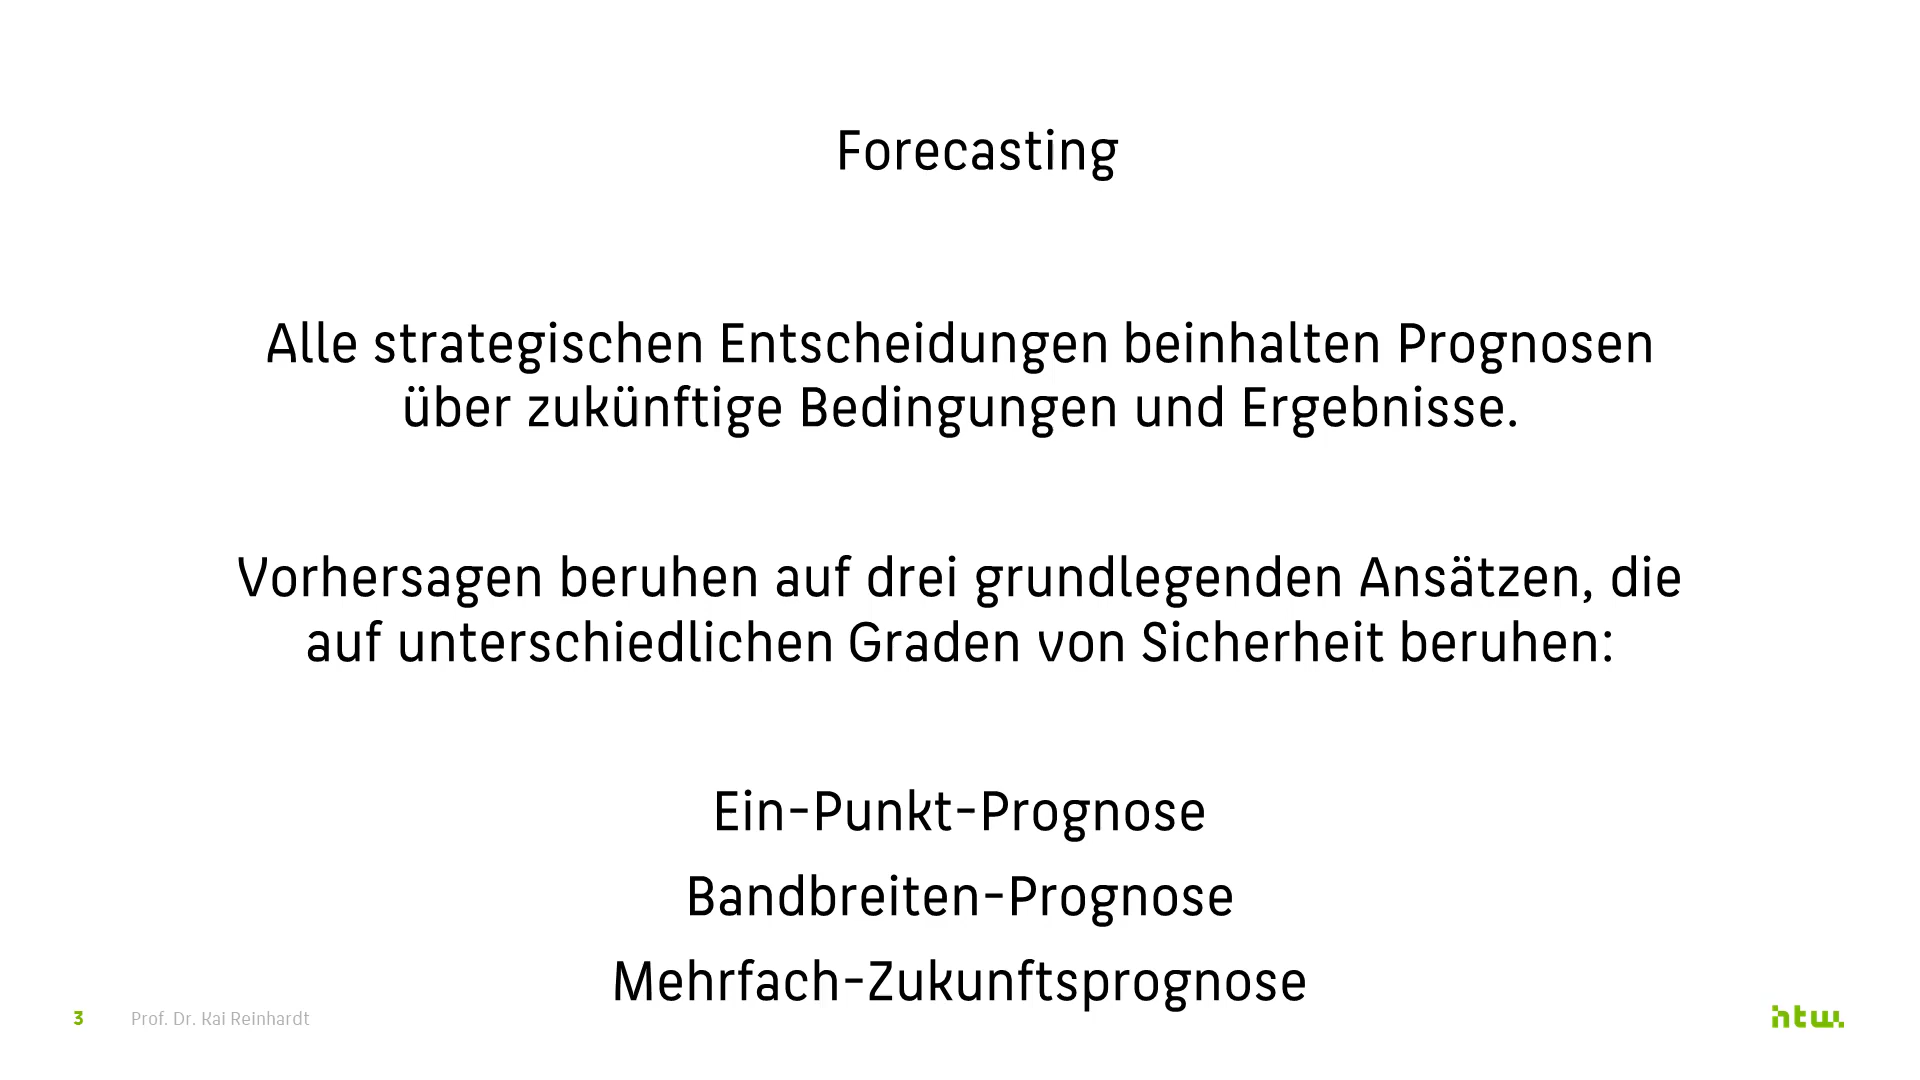 Forecasting
Alle strategischen Entscheidungen beinhalten Prognosen
über zukünftige Bedingungen und Ergebnisse.
Vorhersagen beruhen auf drei grundlegenden Ansätzen, die
auf unterschiedlichen Graden von Sicherheit beruhen:
Ein-Punkt-Prognose
Bandbreiten-Prognose
Mehrfach-Zukunftsprognose
3 Prof. Dr. Kai Reinhardt
htw.